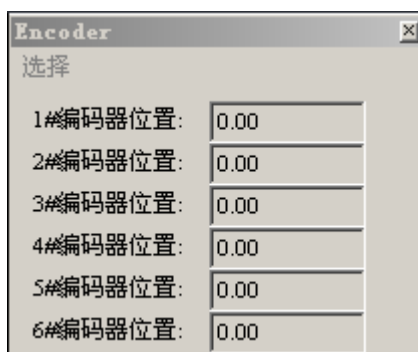 Encoder
选择
1#编码器位置: 0.00
2#编码器位置: 0.00
3#编码器位置: 0.00
4#编码器位置: 0.00
5#编码器位置: 0.00
6#编码器位置: 0.00